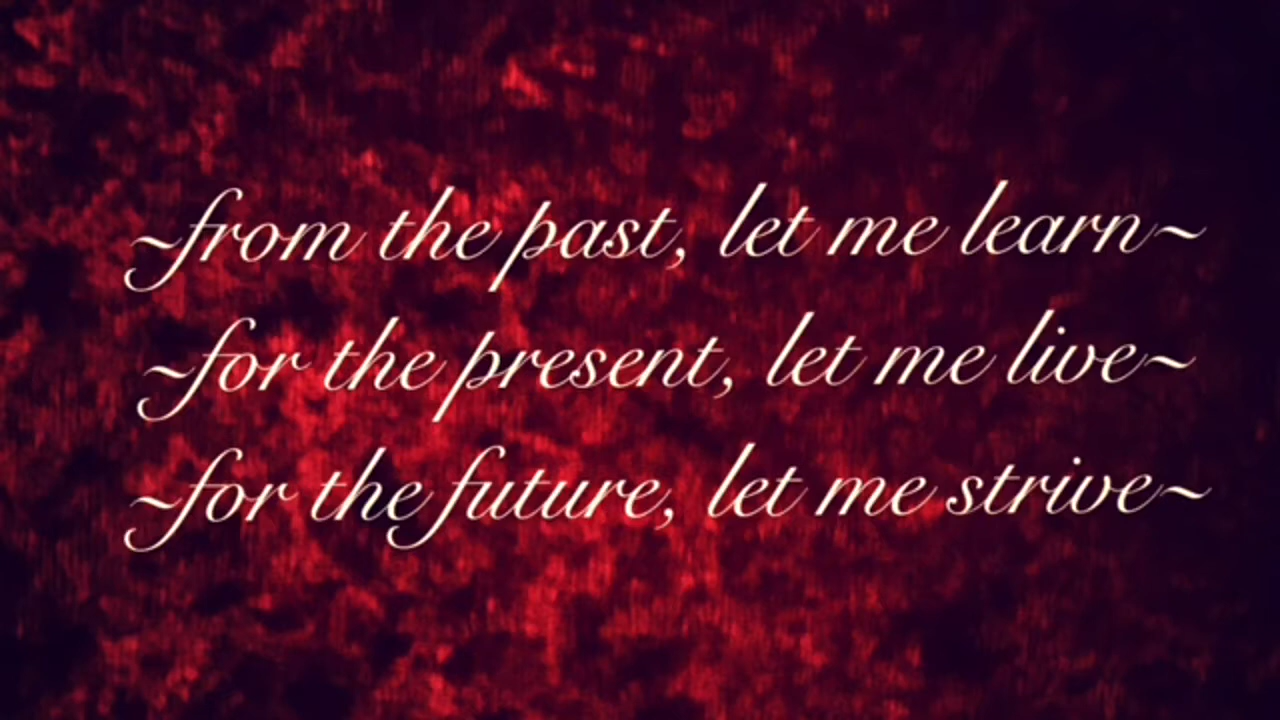 ~from the past, let me learn~
~for the present, let me live~
~for the future, let me strive~